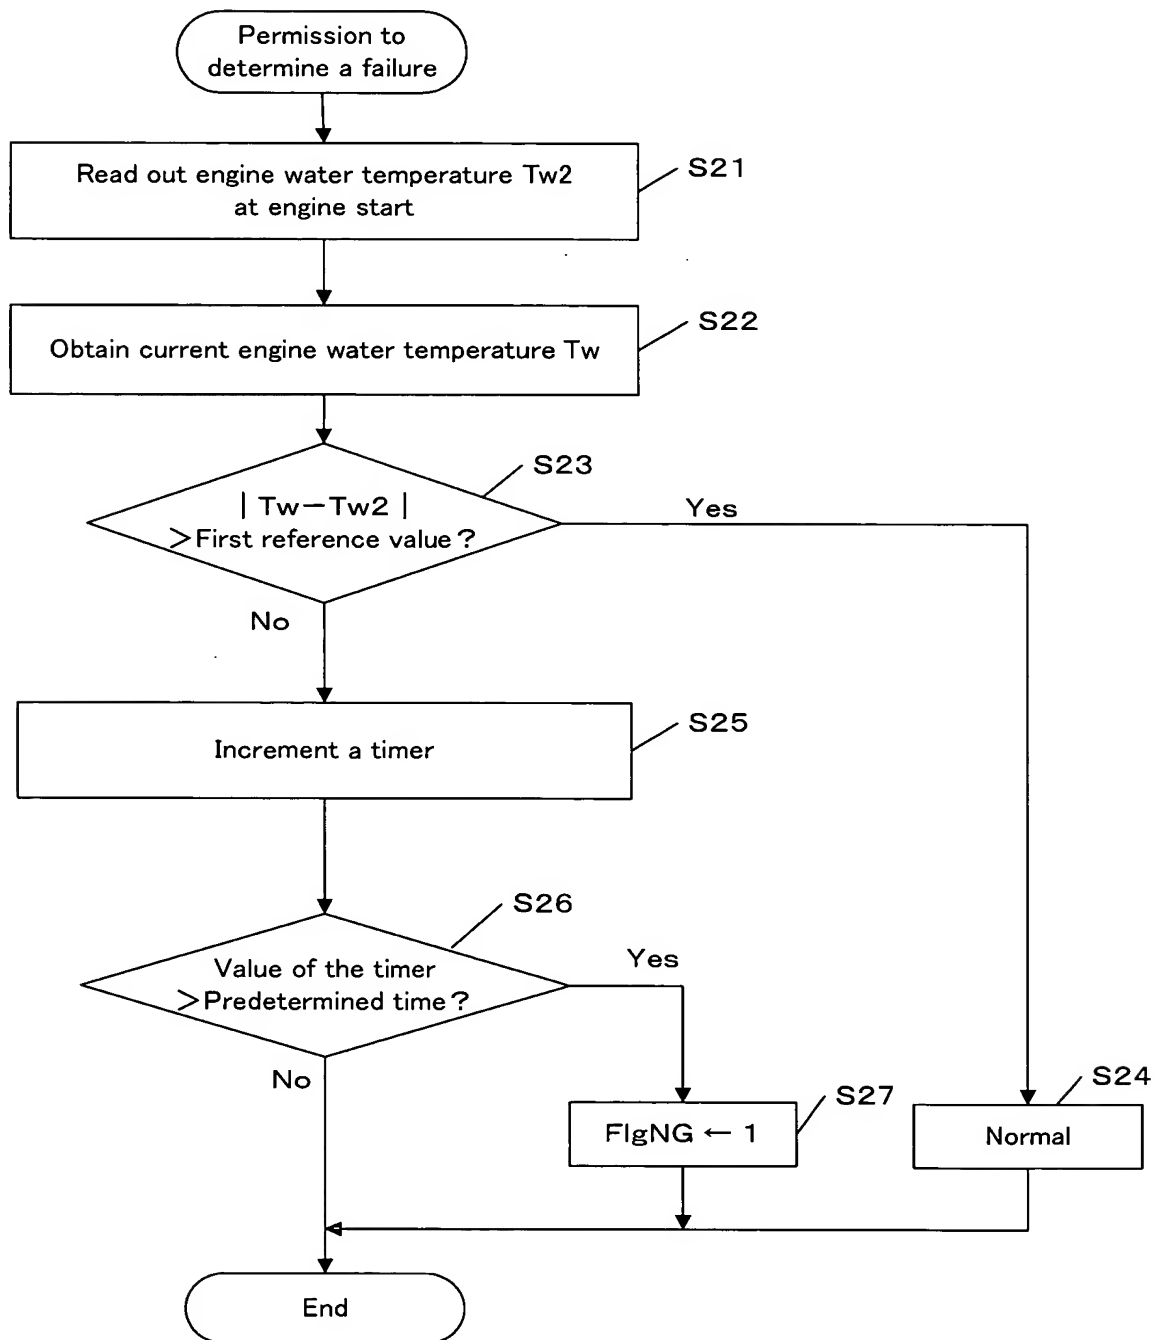 Permission to
determine a failure
Read out engine water temperature Tw2
at engine start
S21
Obtain current engine water temperature Tw
S22
| Tw－Tw2 |
＞First reference value？
S23
Yes
No
Increment a timer
S25
Value of the timer
＞Predetermined time？
S26
Yes
No
FlgNG ← 1
S27
Normal
S24
End